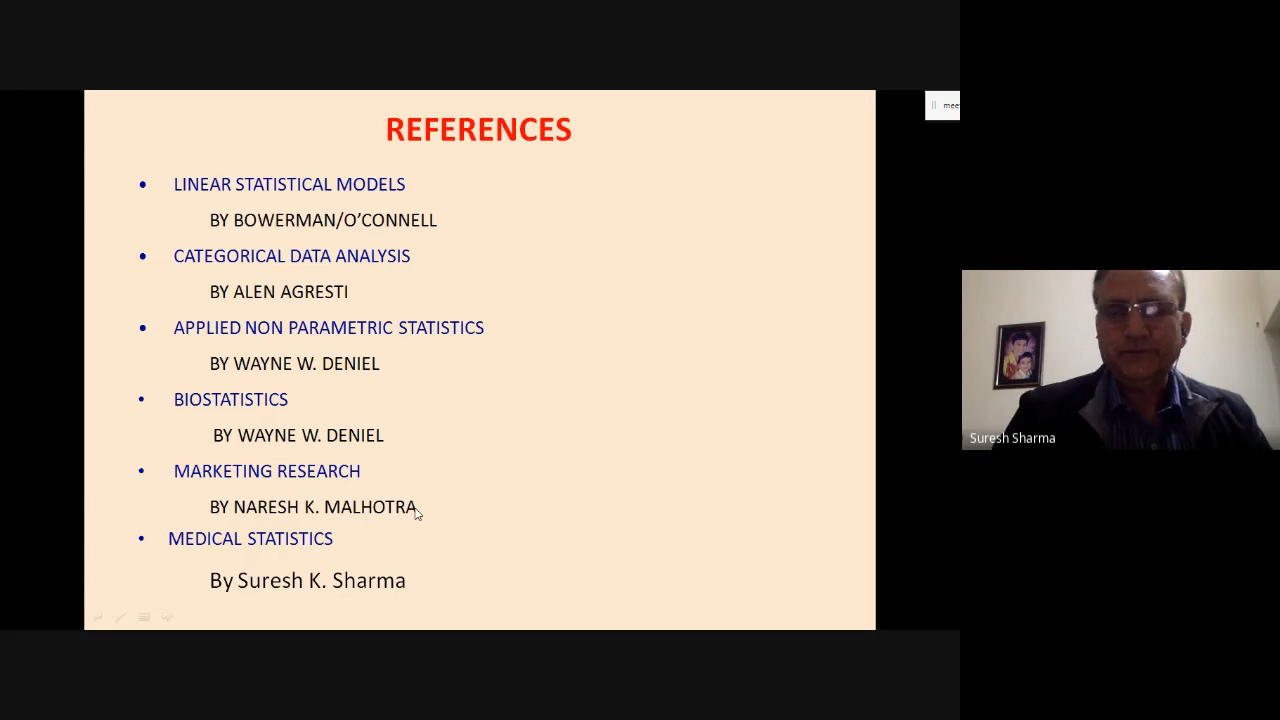 REFERENCES
• LINEAR STATISTICAL MODELS
BY BOWERMAN/O’CONNELL
• CATEGORICAL DATA ANALYSIS
BY ALEN AGRESTI
• APPLIED NON PARAMETRIC STATISTICS
BY WAYNE W. DENIEL
• BIOSTATISTICS
BY WAYNE W. DENIEL
• MARKETING RESEARCH
BY NARESH K. MALHOTRA
• MEDICAL STATISTICS
By Suresh K. Sharma
Suresh Sharma